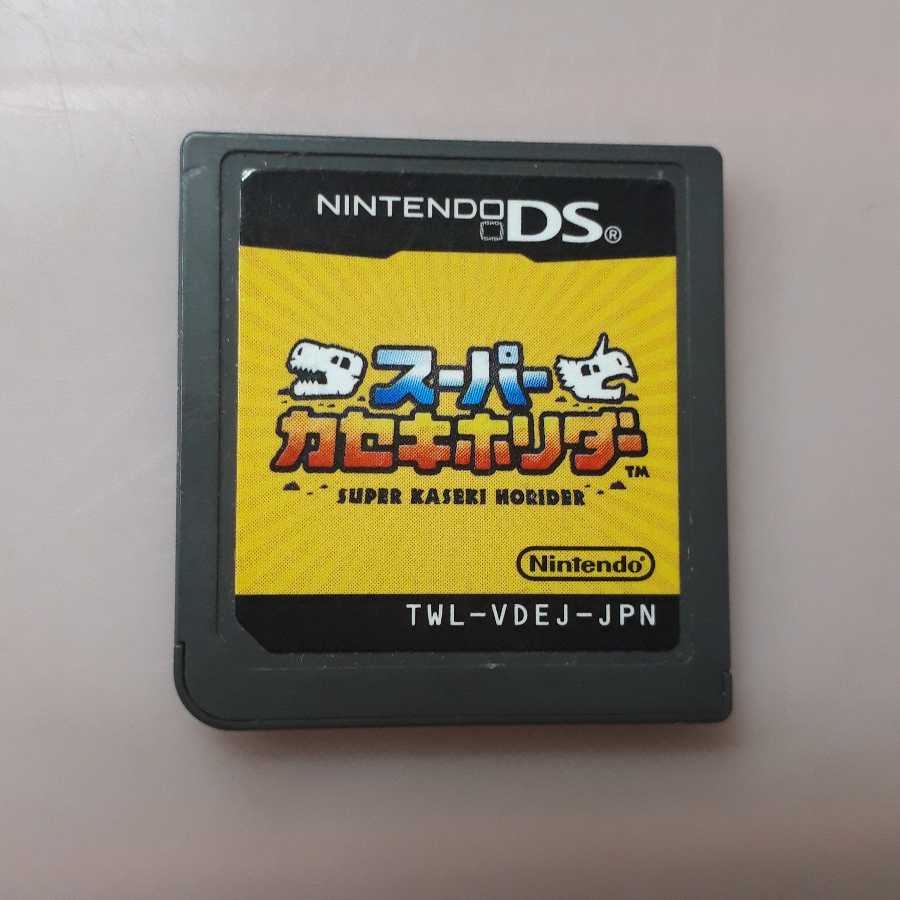 NINTENDO DS®
スーパー
カセキホリダー™
SUPER KASEKI HORIDER
Nintendo®
TWL-VDEJ-JPN